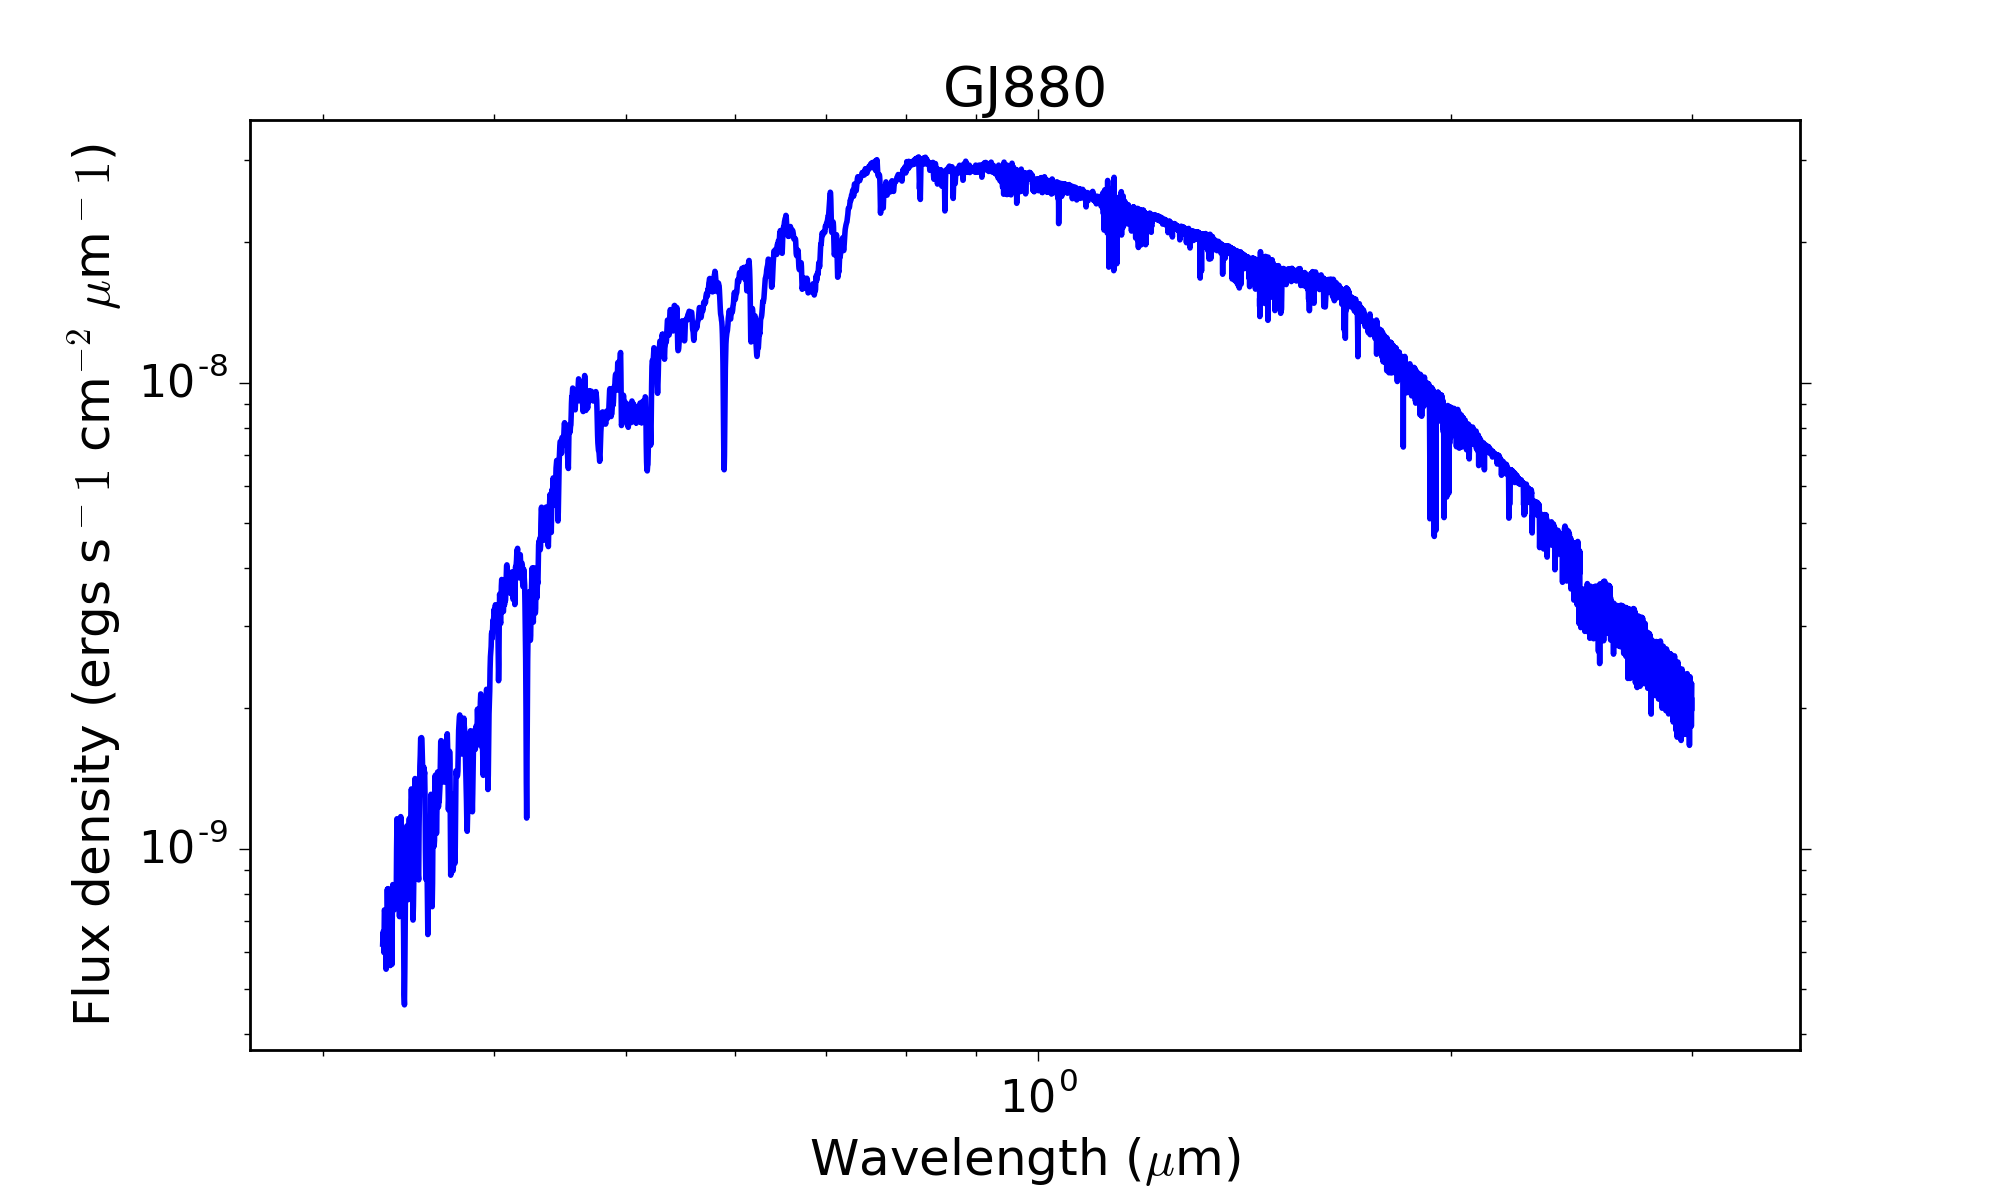 GJ880
Flux density (ergs s⁻1 cm⁻² μm⁻1)
10⁻⁸
10⁻⁹
10⁰
Wavelength (μm)